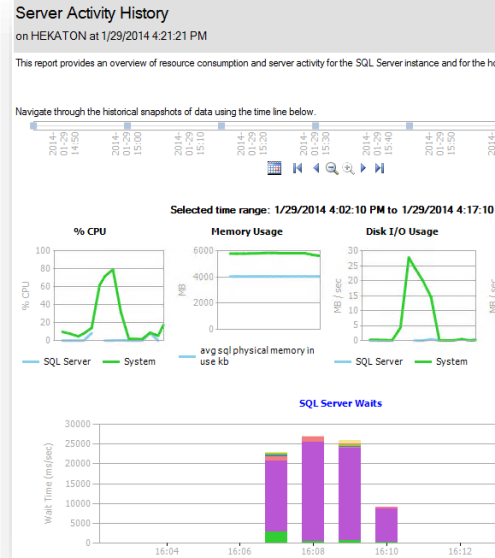 Server Activity History
on HEKATON at 1/29/2014 4:21:21 PM
This report provides an overview of resource consumption and server activity for the SQL Server instance and for the ho
Navigate through the historical snapshots of data using the time line below.
2014-01-29 14:50
2014-01-29 15:00
2014-01-29 15:10
2014-01-29 15:20
2014-01-29 15:30
2014-01-29 15:40
2014-01-29 15:50
Selected time range: 1/29/2014 4:02:10 PM to 1/29/2014 4:17:10
% CPU
Memory Usage
Disk I/O Usage
% CPU
100
80
60
40
20
0
SQL Server
System
MB
6000
4000
2000
0
avg sql physical memory in
use kb
MB / sec
30
25
20
15
10
5
0
SQL Server
System
MB / sec
SQL Server Waits
Wait Time (ms/sec)
30000
25000
20000
15000
10000
5000
0
16:04
16:06
16:08
16:10
16:12